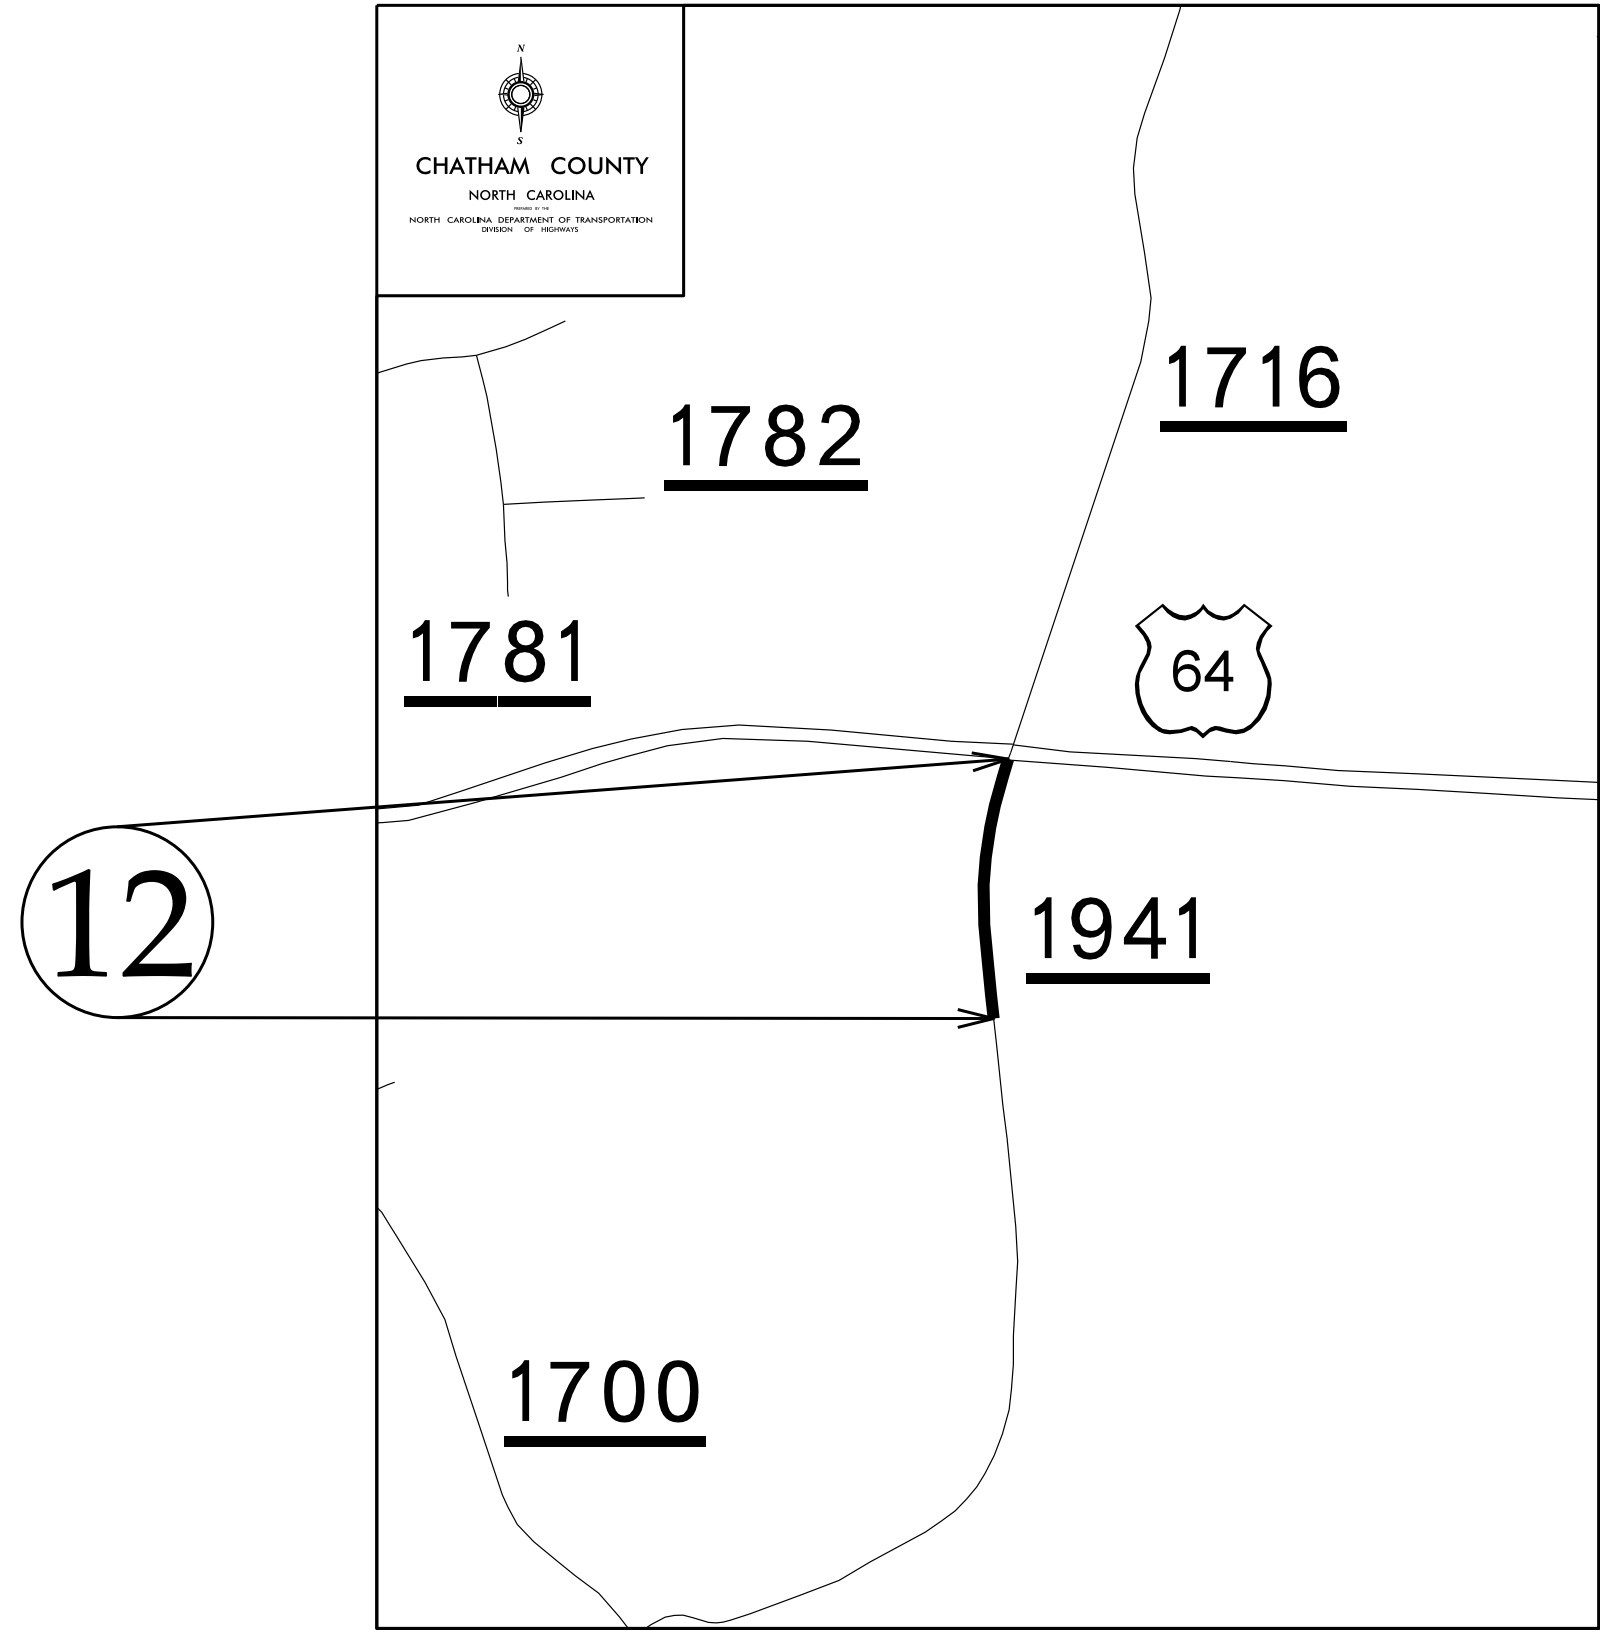 N
S
CHATHAM COUNTY
NORTH CAROLINA
PREPARED BY THE
NORTH CAROLINA DEPARTMENT OF TRANSPORTATION
DIVISION OF HIGHWAYS
1716
1782
1781
64
12
1941
1700